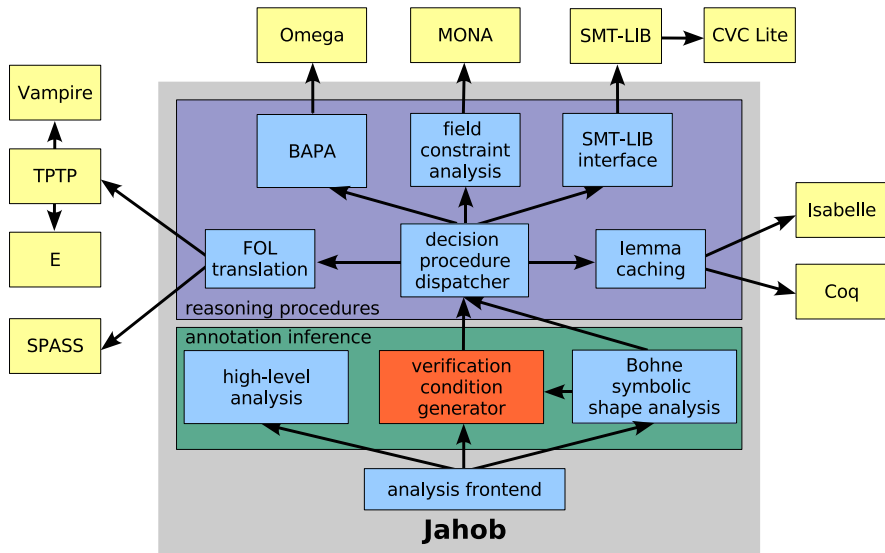 Omega
MONA
SMT-LIB
CVC Lite
Vampire
TPTP
E
SPASS
BAPA
field
constraint
analysis
SMT-LIB
interface
FOL
translation
decision
procedure
dispatcher
lemma
caching
Isabelle
Coq
reasoning procedures
annotation inference
high-level
analysis
verification
condition
generator
Bohne
symbolic
shape analysis
analysis frontend
Jahob